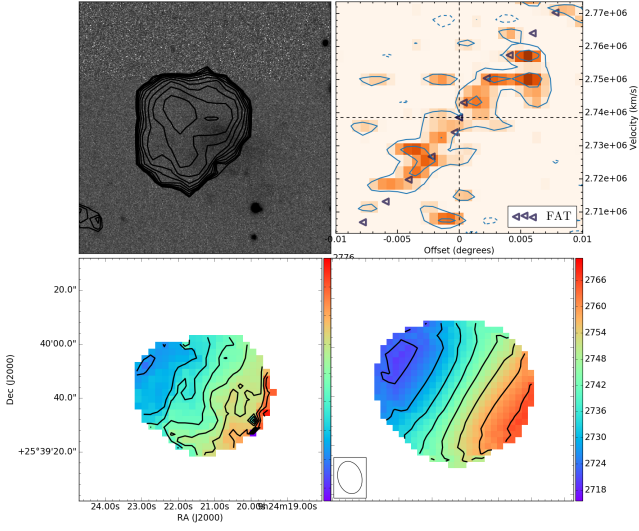 2.77e+06
2.76e+06
2.750e+06
2.74e+06
2.73e+06
2.72e+06
2.71e+06
Velocity (km/s)
FAT
-0.01
-0.005
0
0.005
0.01
Offset (degrees)
2776
20.0"
40'00.0"
40.0"
+25°39'20.0"
Dec (J2000)
24.00s
23.00s
22.00s
21.00s
20.00s
9h24m19.00s
RA (J2000)
2766
2760
2754
2748
2742
2736
2730
2724
2718